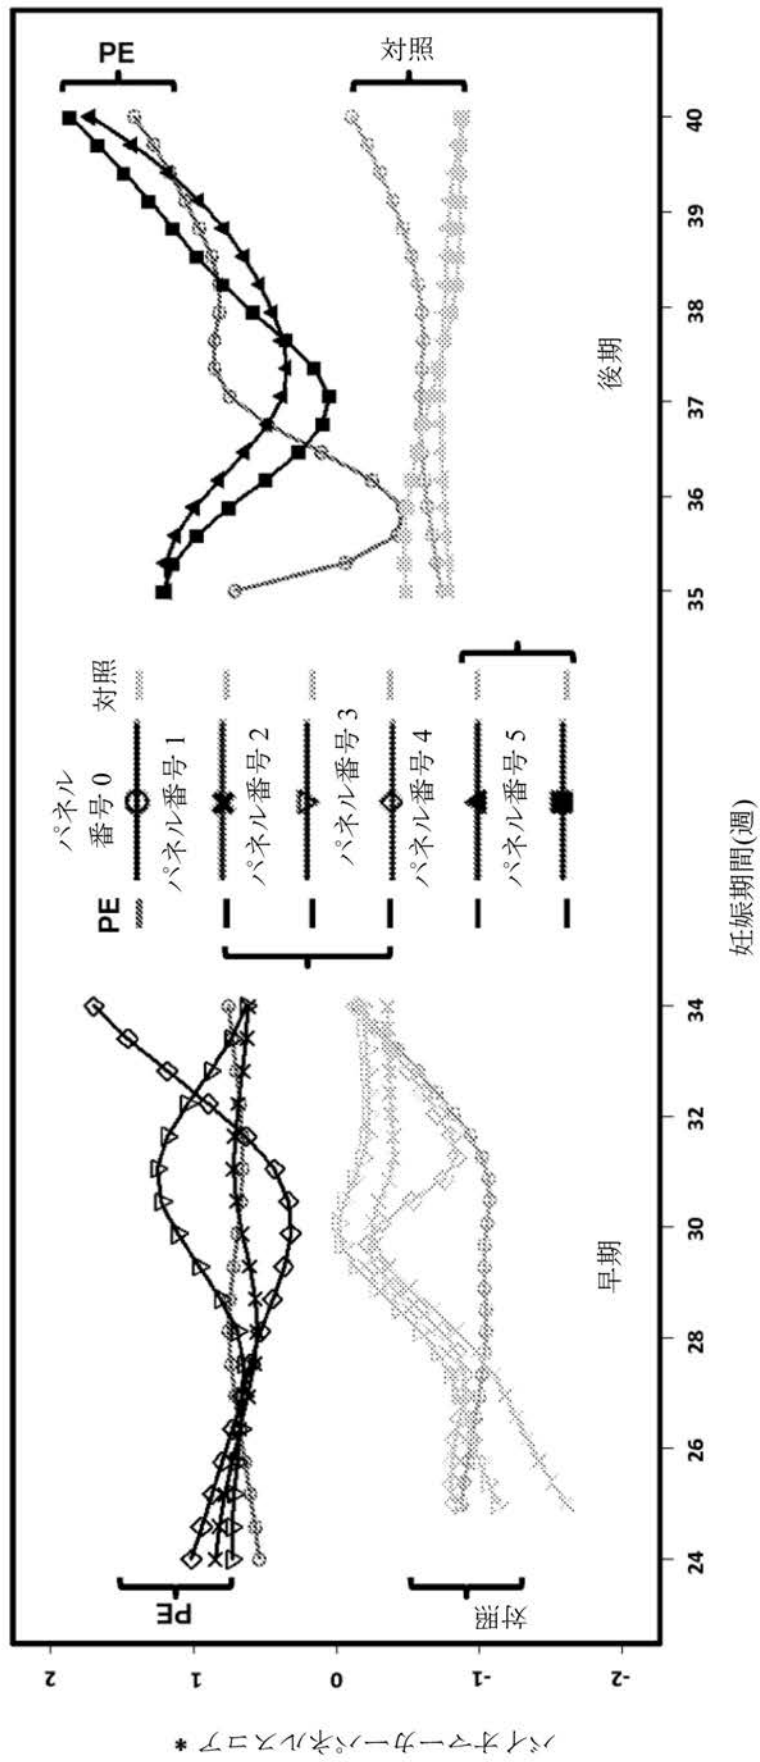 バイオマーカーパネルスコア *
2
1
0
-1
-2
PE
対照
早期
24
26
28
30
32
34
PE
対照
パネル
番号 0
パネル番号 1
パネル番号 2
パネル番号 3
パネル番号 4
パネル番号 5
PE
対照
後期
35
36
37
38
39
40
妊娠期間(週)